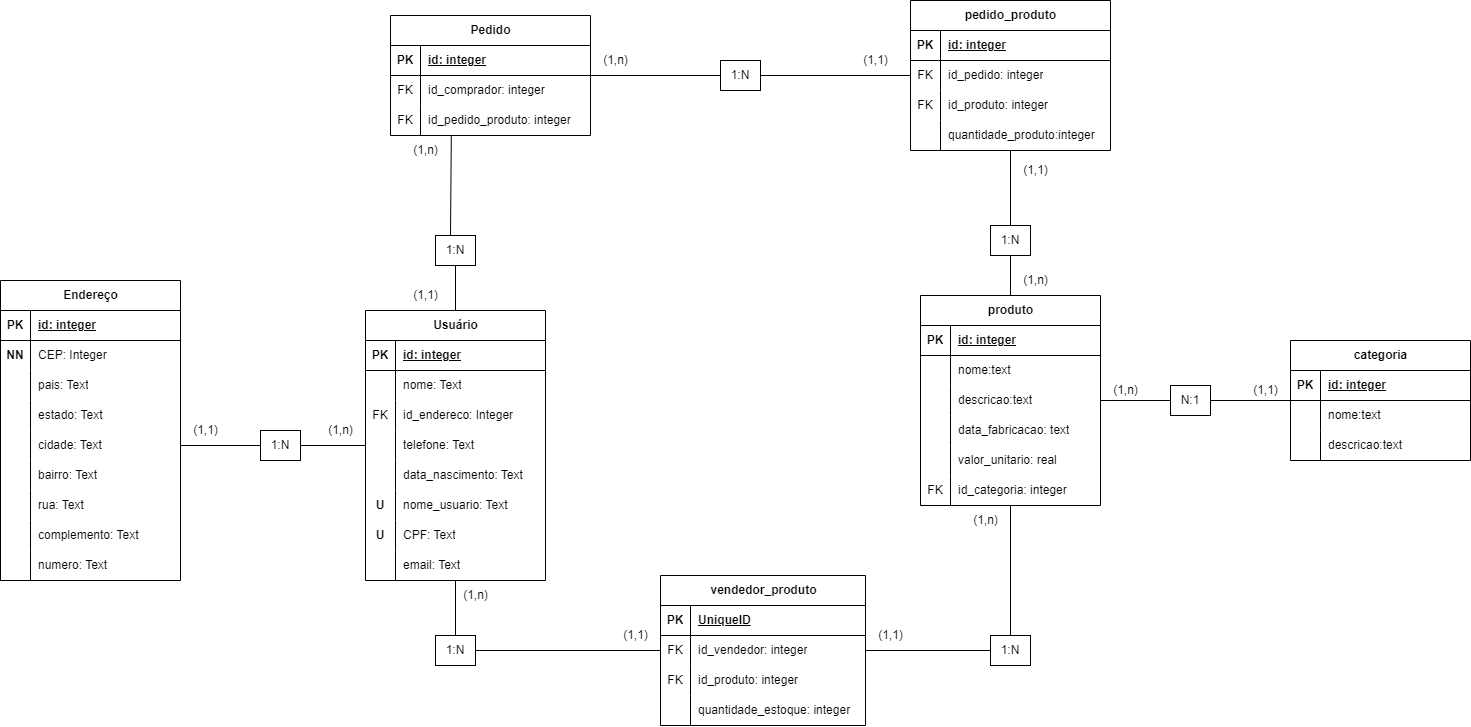 Pedido
PK id: integer
FK id_comprador: integer
FK id_pedido_produto: integer
(1,n)
1:N
(1,1)
pedido_produto
PK id: integer
FK id_pedido: integer
FK id_produto: integer
quantidade_produto:integer
(1,n)
1:N
(1,1)
(1,1)
1:N
(1,n)
Endereço
PK id: integer
NN CEP: Integer
pais: Text
estado: Text
cidade: Text
bairro: Text
rua: Text
complemento: Text
numero: Text
(1,1)
1:N
(1,n)
Usuário
PK id: integer
nome: Text
FK id_endereco: Integer
telefone: Text
data_nascimento: Text
U nome_usuario: Text
U CPF: Text
email: Text
produto
PK id: integer
nome:text
descricao:text
data_fabricacao: text
valor_unitario: real
FK id_categoria: integer
(1,n)
N:1
(1,1)
categoria
PK id: integer
nome:text
descricao:text
(1,n)
1:N
(1,1)
vendedor_produto
PK UniqueID
FK id_vendedor: integer
FK id_produto: integer
quantidade_estoque: integer
(1,1)
1:N
(1,n)